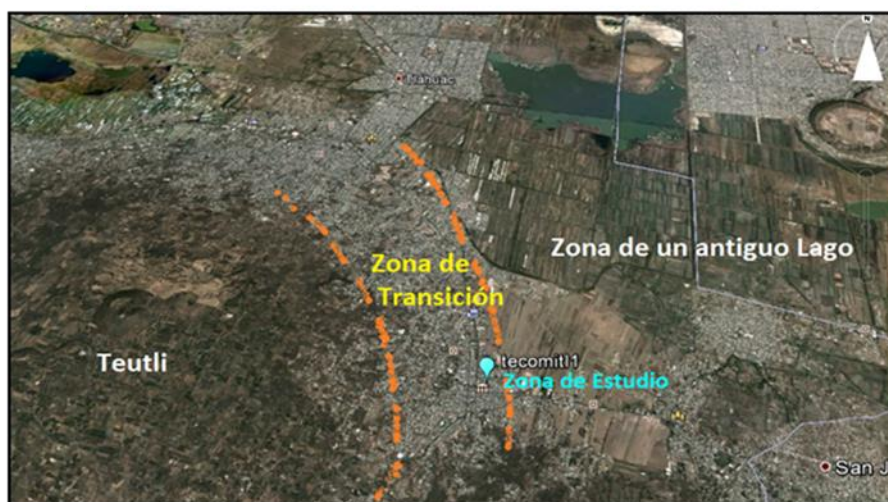 N
Tlahuac
Zona de un antiguo Lago
Zona de
Transición
Teutli
tecomitl1
Zona de Estudio
San J